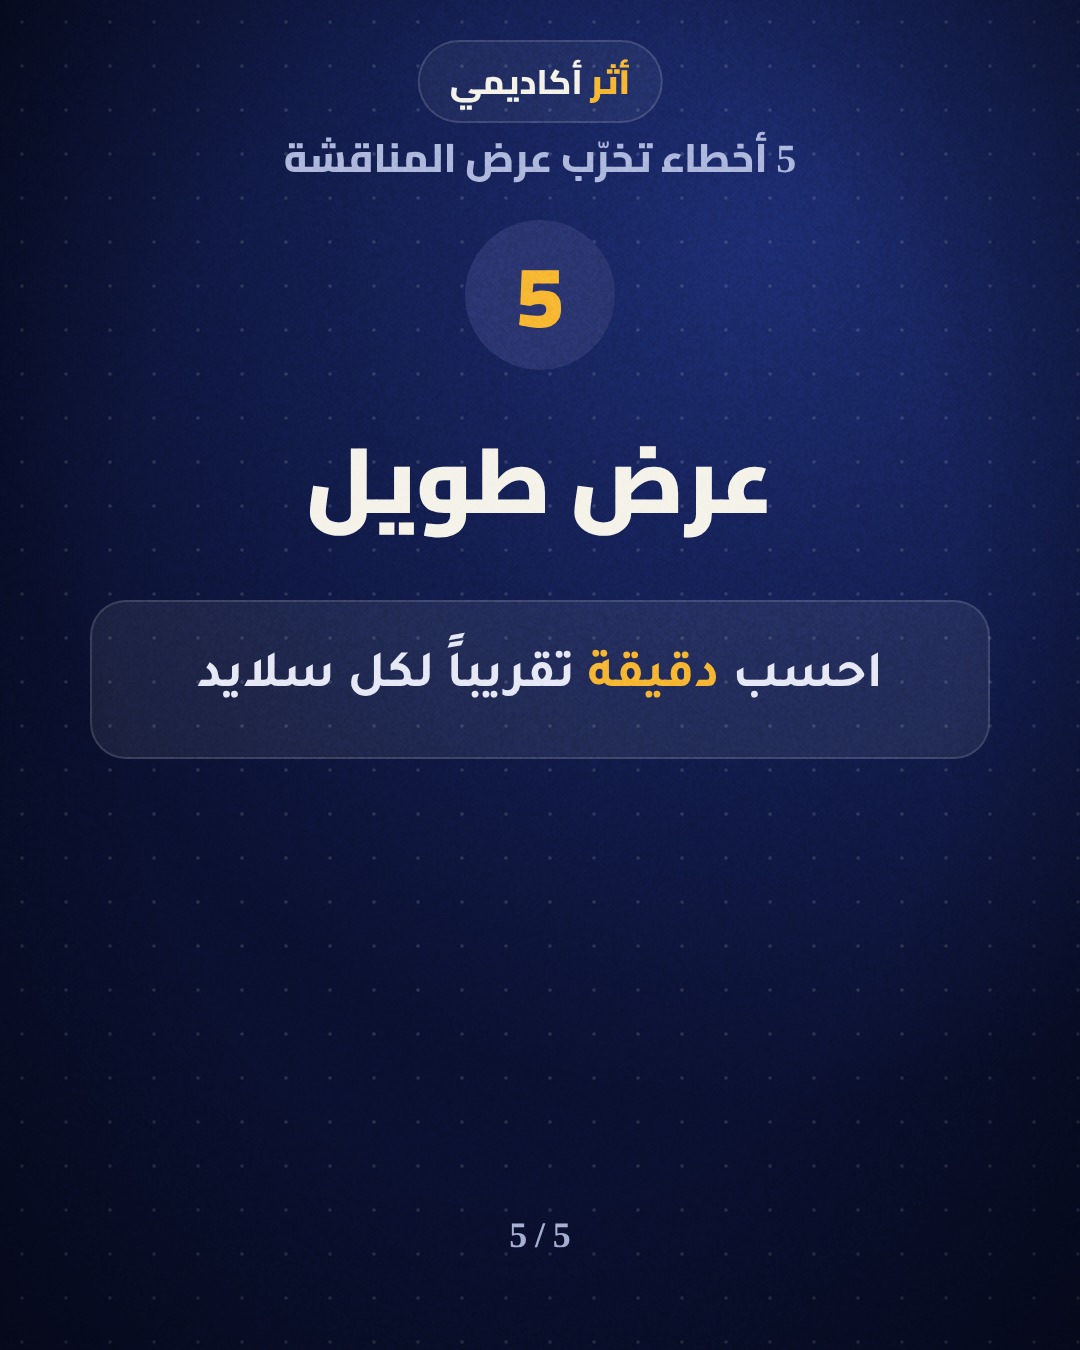 أثر أكاديمي
5 أخطاء تخرّب عرض المناقشة
5
عرض طويل
احسب دقيقة تقريباً لكل سلايد
5 / 5